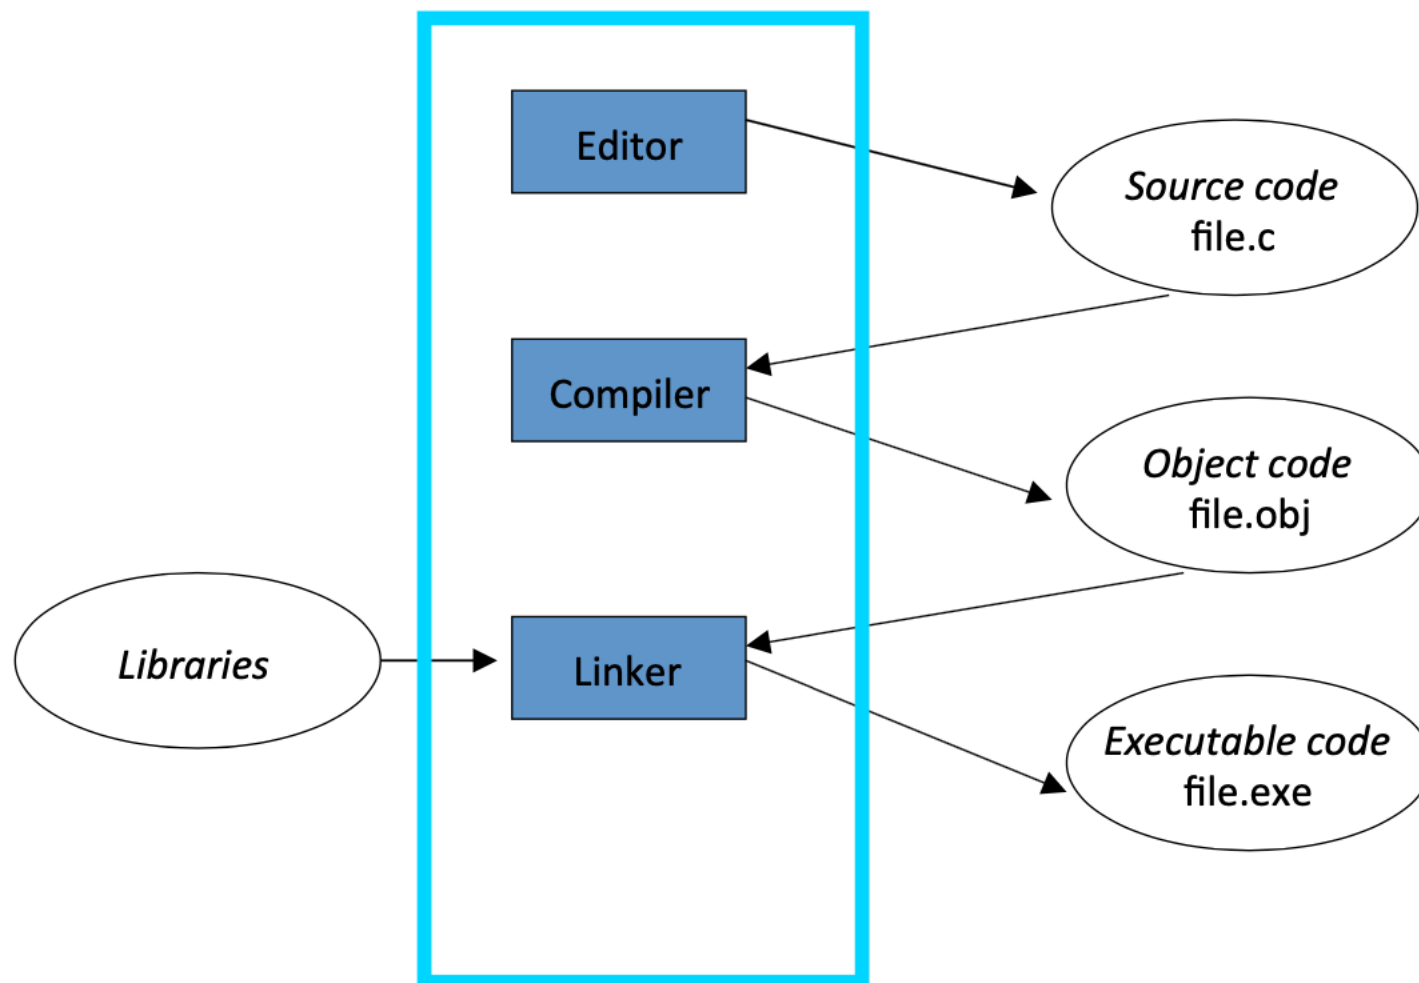 Editor
Source code
file.c
Compiler
Object code
file.obj
Libraries
Linker
Executable code
file.exe